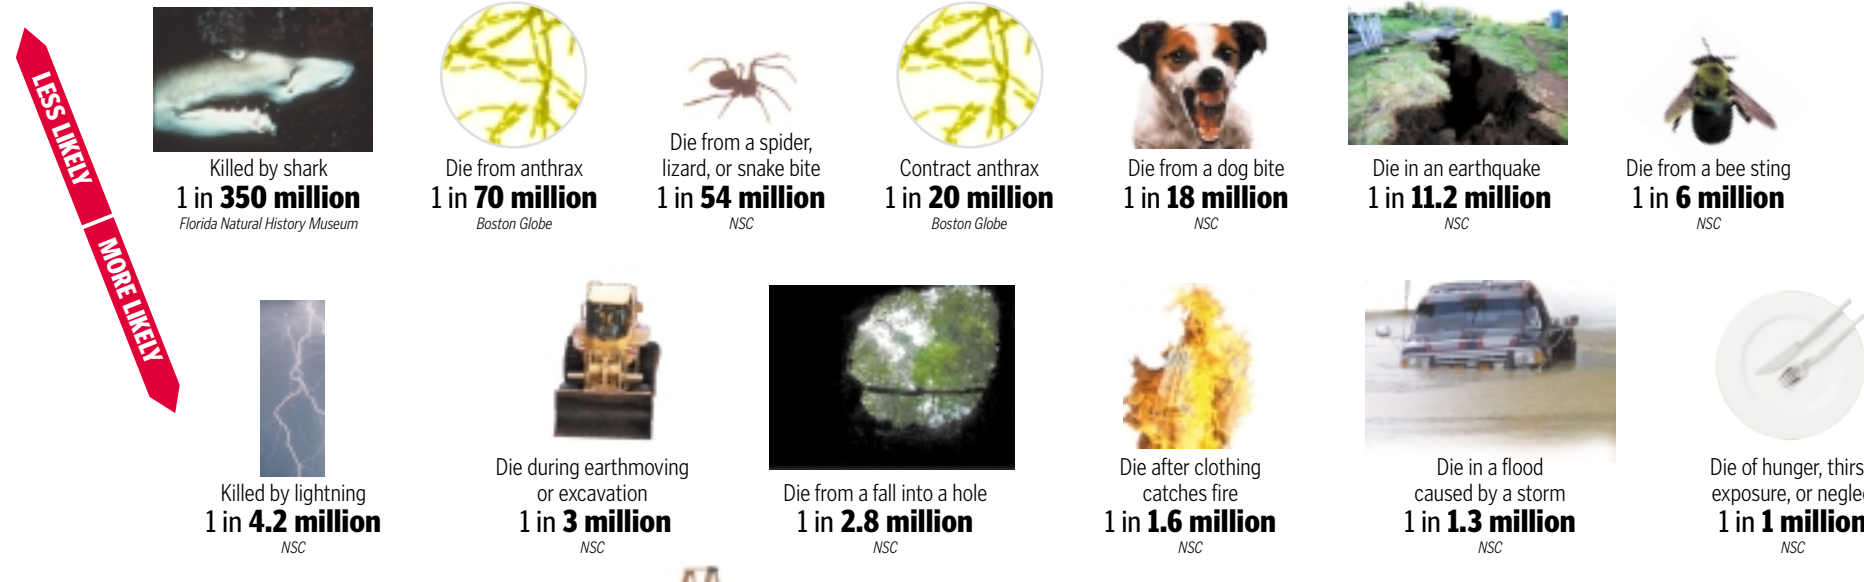 LESS LIKELY
MORE LIKELY
Killed by shark
1 in 350 million
Florida Natural History Museum
Die from anthrax
1 in 70 million
Boston Globe
Die from a spider,
lizard, or snake bite
1 in 54 million
NSC
Contract anthrax
1 in 20 million
Boston Globe
Die from a dog bite
1 in 18 million
NSC
Die in an earthquake
1 in 11.2 million
NSC
Die from a bee sting
1 in 6 million
NSC
Killed by lightning
1 in 4.2 million
NSC
Die during earthmoving
or excavation
1 in 3 million
NSC
Die from a fall into a hole
1 in 2.8 million
NSC
Die after clothing
catches fire
1 in 1.6 million
NSC
Die in a flood
caused by a storm
1 in 1.3 million
NSC
Die of hunger, thirs
exposure, or neglec
1 in 1 million
NSC